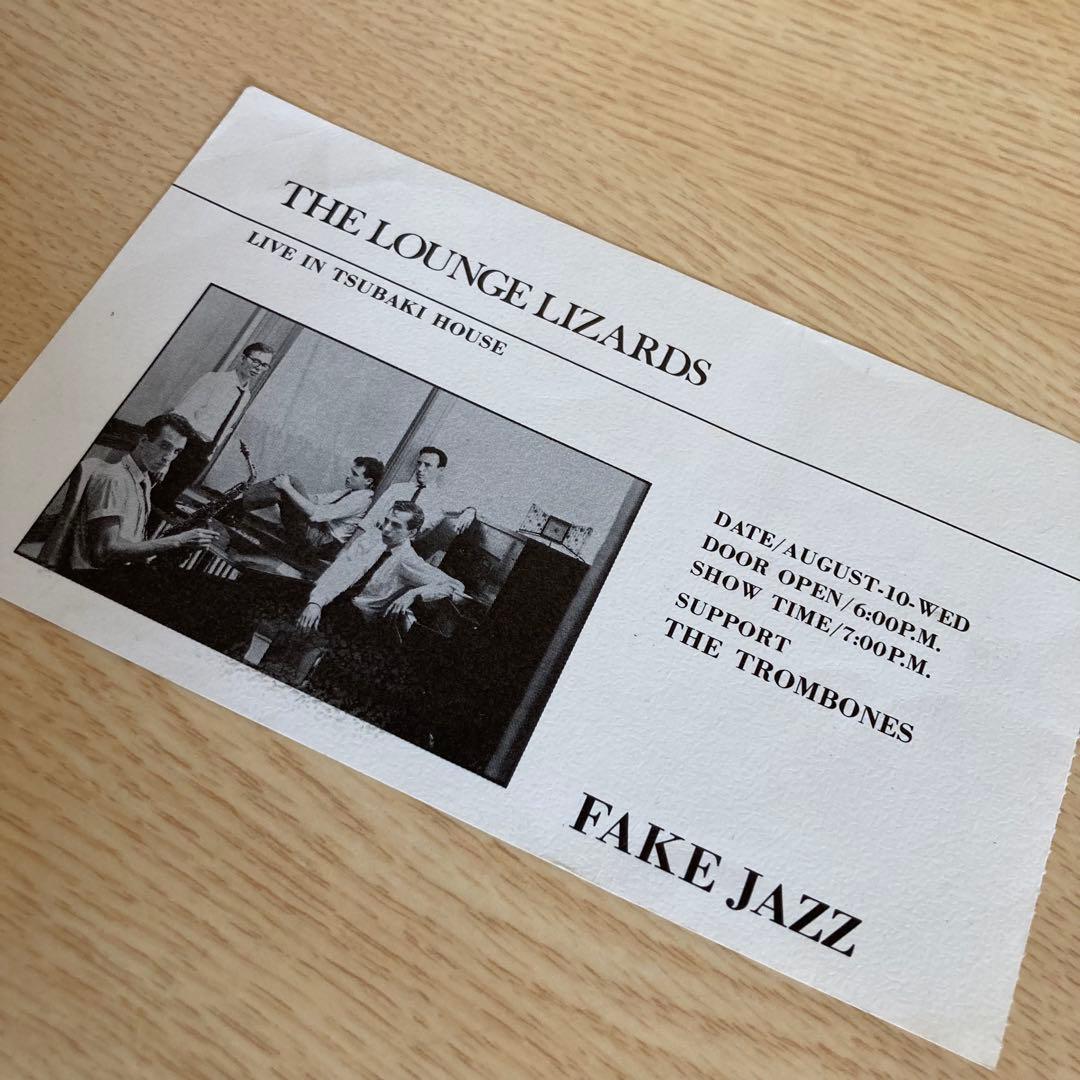 THE LOUNGE LIZARDS
LIVE IN TSUBAKI HOUSE
DATE/AUGUST-10-WED
DOOR OPEN/6:00P.M.
SHOW TIME/7:00P.M.
SUPPORT
THE TROMBONES
FAKE JAZZ